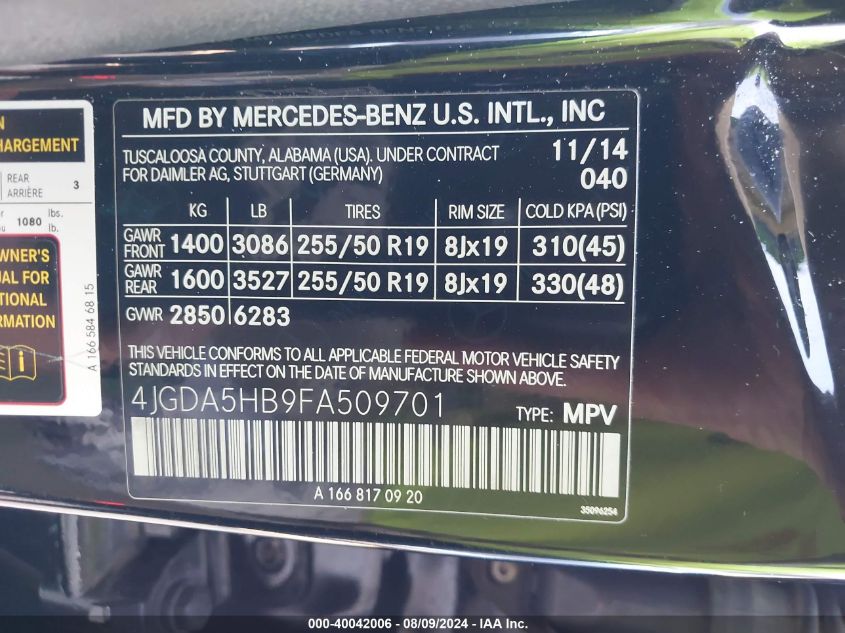 N
HARGEMENT
REAR
ARRIÈRE 3
1080 lbs.
lb.
WNER'S
UAL FOR
TIONAL
ORMATION
A 166 584 68 15
MFD BY MERCEDES-BENZ U.S. INTL., INC
TUSCALOOSA COUNTY, ALABAMA (USA). UNDER CONTRACT
FOR DAIMLER AG, STUTTGART (GERMANY)
11/14
040
KG LB TIRES RIM SIZE COLD KPA (PSI)
GAWR
FRONT 1400 3086 255/50 R19 8Jx19 310(45)
GAWR
REAR 1600 3527 255/50 R19 8Jx19 330(48)
GWR 2850 6283
THIS VEHICLE CONFORMS TO ALL APPLICABLE FEDERAL MOTOR VEHICLE SAFETY
STANDARDS IN EFFECT ON THE DATE OF MANUFACTURE SHOWN ABOVE.
4JGDA5HB9FA509701 TYPE: MPV
A 166 817 09 20
35096254
000-40042006 - 08/09/2024 - IAA Inc.